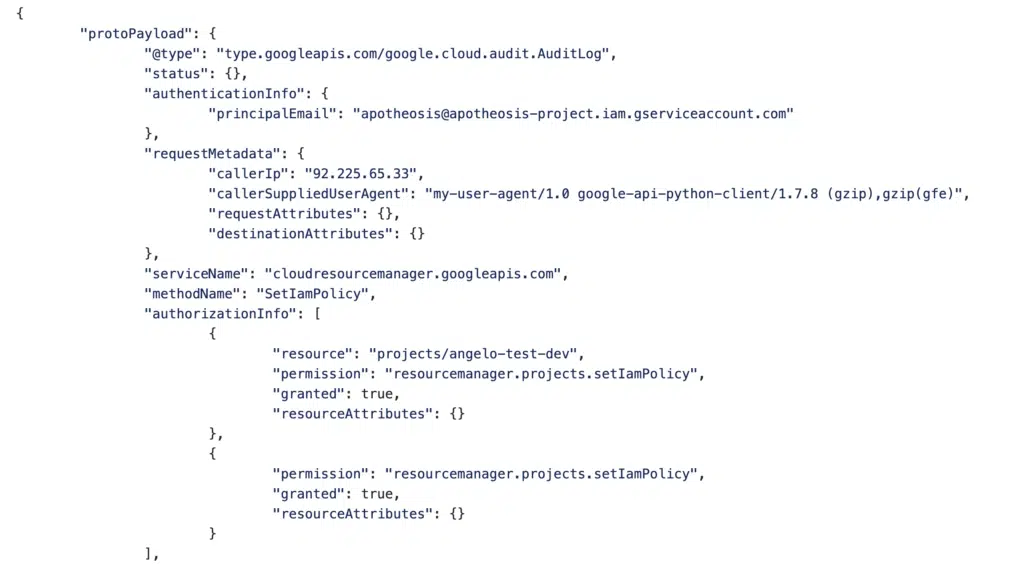 {
"protoPayload": {
"@type": "type.googleapis.com/google.cloud.audit.AuditLog",
"status": {},
"authenticationInfo": {
"principalEmail": "apotheosis@apotheosis-project.iam.gserviceaccount.com"
},
"requestMetadata": {
"callerIp": "92.225.65.33",
"callerSuppliedUserAgent": "my-user-agent/1.0 google-api-python-client/1.7.8 (gzip),gzip(gfe)",
"requestAttributes": {},
"destinationAttributes": {}
},
"serviceName": "cloudresourcemanager.googleapis.com",
"methodName": "SetIamPolicy",
"authorizationInfo": [
{
"resource": "projects/angelo-test-dev",
"permission": "resourcemanager.projects.setIamPolicy",
"granted": true,
"resourceAttributes": {}
},
{
"permission": "resourcemanager.projects.setIamPolicy",
"granted": true,
"resourceAttributes": {}
}
],